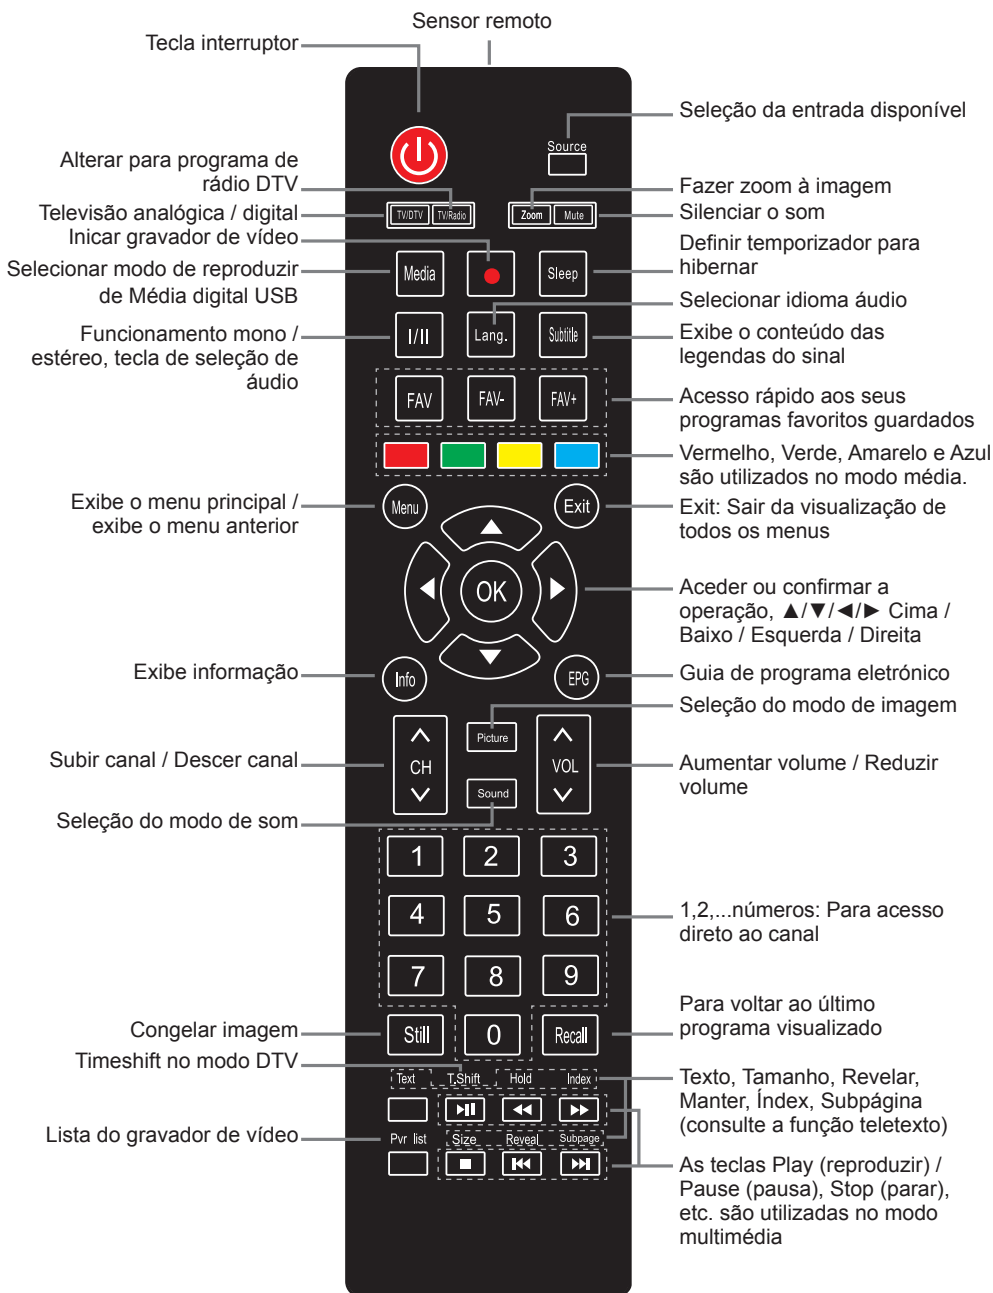 Sensor remoto
Tecla interruptor
Seleção da entrada disponível
Source
Alterar para programa de
rádio DTV
Fazer zoom à imagem
Televisão analógica / digital
TV/DTV TV/Radio
Zoom Mute
Silenciar o som
Inicar gravador de vídeo
Definir temporizador para
hibernar
Selecionar modo de reproduzir
de Média digital USB
Media
Sleep
Selecionar idioma áudio
Funcionamento mono /
estéreo, tecla de seleção de
áudio
I/II
Lang.
Subtitle
Exibe o conteúdo das
legendas do sinal
FAV
FAV-
FAV+
Acesso rápido aos seus
programas favoritos guardados
Vermelho, Verde, Amarelo e Azul
são utilizados no modo média.
Exibe o menu principal /
exibe o menu anterior
Menu
Exit
Exit: Sair da visualização de
todos os menus
OK
Aceder ou confirmar a
operação, ▲/▼/◄/► Cima /
Baixo / Esquerda / Direita
Exibe informação
Info
EPG
Guia de programa eletrónico
Seleção do modo de imagem
Picture
Subir canal / Descer canal
CH
VOL
Aumentar volume / Reduzir
volume
Sound
Seleção do modo de som
1 2 3
4 5 6
7 8 9
1,2,...números: Para acesso
direto ao canal
Congelar imagem
Still
0
Recall
Para voltar ao último
programa visualizado
Timeshift no modo DTV
Text T.Shift Hold Index
Texto, Tamanho, Revelar,
Manter, Índex, Subpágina
(consulte a função teletexto)
Lista do gravador de vídeo
Pvr list Size Reveal Subpage
As teclas Play (reproduzir) /
Pause (pausa), Stop (parar),
etc. são utilizadas no modo
multimédia